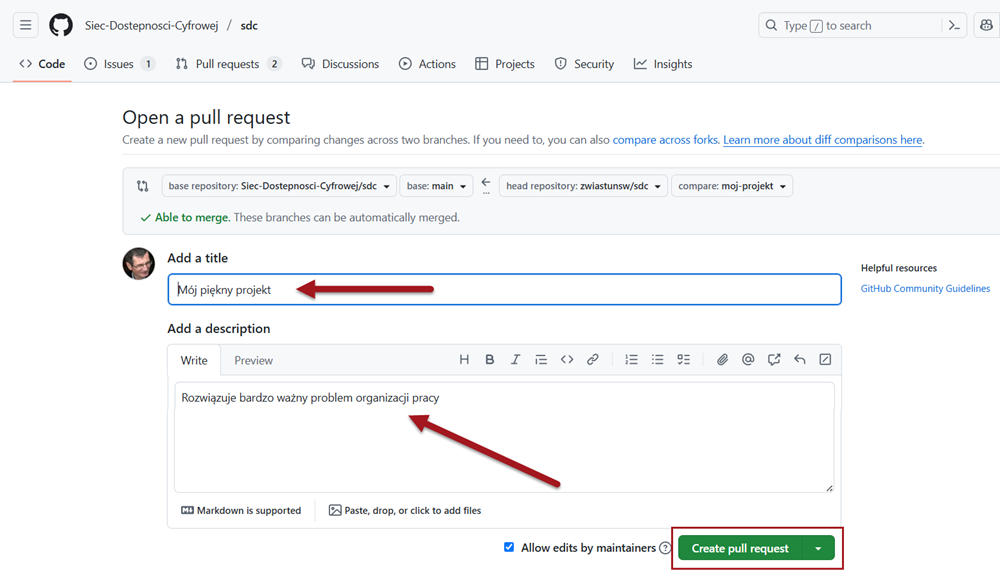 Siec-Dostepnosci-Cyfrowej / sdc
Type / to search
Code
Issues 1
Pull requests 2
Discussions
Actions
Projects
Security
Insights
Open a pull request
Create a new pull request by comparing changes across two branches. If you need to, you can also compare across forks. Learn more about diff comparisons here.
base repository: Siec-Dostepnosci-Cyfrowej/sdc
base: main
head repository: zwiastunsw/sdc
compare: moj-projekt
Able to merge. These branches can be automatically merged.
Add a title
Mój piękny projekt
Helpful resources
GitHub Community Guidelines
Add a description
Write
Preview
Rozwiązuje bardzo ważny problem organizacji pracy
Markdown is supported
Paste, drop, or click to add files
Allow edits by maintainers
Create pull request